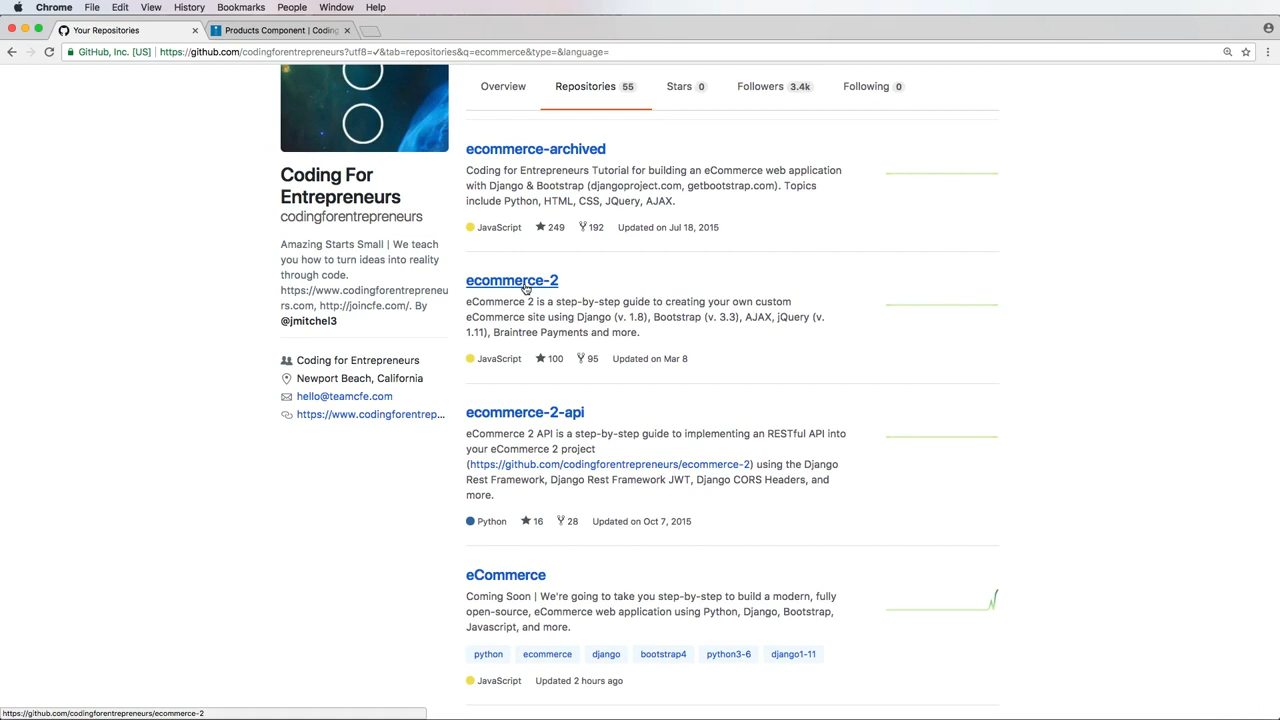 Chrome File Edit View History Bookmarks People Window Help
Your Repositories × Products Component | Coding ×
GitHub, Inc. [US] https://github.com/codingforentrepreneurs?utf8=✓&tab=repositories&q=ecommerce&type=&language=
Overview Repositories 55 Stars 0 Followers 3.4k Following 0
Coding For
Entrepreneurs
codingforentrepreneurs
Amazing Starts Small | We teach
you how to turn ideas into reality
through code.
https://www.codingforentrepreneu
rs.com, http://joincfe.com/. By
@jmitchel3
Coding for Entrepreneurs
Newport Beach, California
hello@teamcfe.com
https://www.codingforentrep...
ecommerce-archived
Coding for Entrepreneurs Tutorial for building an eCommerce web application
with Django & Bootstrap (djangoproject.com, getbootstrap.com). Topics
include Python, HTML, CSS, JQuery, AJAX.
JavaScript 249 192 Updated on Jul 18, 2015
ecommerce-2
eCommerce 2 is a step-by-step guide to creating your own custom
eCommerce site using Django (v. 1.8), Bootstrap (v. 3.3), AJAX, jQuery (v.
1.11), Braintree Payments and more.
JavaScript 100 95 Updated on Mar 8
ecommerce-2-api
eCommerce 2 API is a step-by-step guide to implementing an RESTful API into
your eCommerce 2 project
(https://github.com/codingforentrepreneurs/ecommerce-2) using the Django
Rest Framework, Django Rest Framework JWT, Django CORS Headers, and
more.
Python 16 28 Updated on Oct 7, 2015
eCommerce
Coming Soon | We're going to take you step-by-step to build a modern, fully
open-source, eCommerce web application using Python, Django, Bootstrap,
Javascript, and more.
python ecommerce django bootstrap4 python3-6 django1-11
JavaScript Updated 2 hours ago
https://github.com/codingforentrepreneurs/ecommerce-2